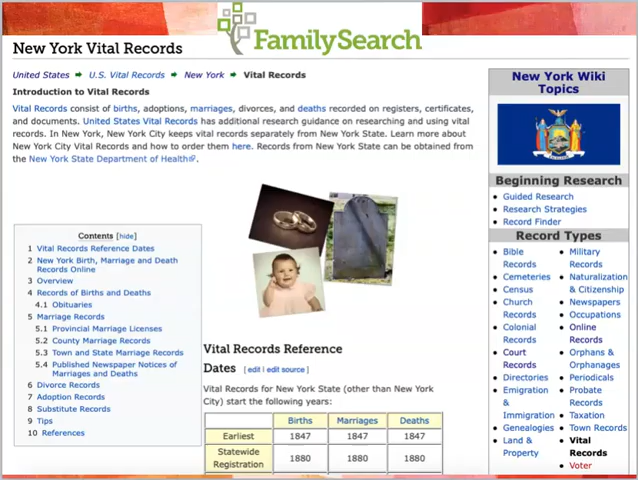 FamilySearch
New York Vital Records
United States → U.S. Vital Records → New York → Vital Records
Introduction to Vital Records
Vital Records consist of births, adoptions, marriages, divorces, and deaths recorded on registers, certificates,
and documents. United States Vital Records has additional research guidance on researching and using vital
records. In New York, New York City keeps vital records separately from New York State. Learn more about
New York City Vital Records and how to order them here. Records from New York State can be obtained from
the New York State Department of Health.
Contents [hide]
1 Vital Records Reference Dates
2 New York Birth, Marriage and Death
Records Online
3 Overview
4 Records of Births and Deaths
4.1 Obituaries
5 Marriage Records
5.1 Provincial Marriage Licenses
5.2 County Marriage Records
5.3 Town and State Marriage Records
5.4 Published Newspaper Notices of
Marriages and Deaths
6 Divorce Records
7 Adoption Records
8 Substitute Records
9 Tips
10 References
Vital Records Reference
Dates [ edit | edit source ]
Vital Records for New York State (other than New York
City) start the following years:
Births Marriages Deaths
Earliest 1847 1847 1847
Statewide
Registration 1880 1880 1880
New York Wiki
Topics
EXCELSIOR
Beginning Research
• Guided Research
• Research Strategies
• Record Finder
Record Types
• Bible
Records
• Cemeteries
• Census
• Church
Records
• Colonial
Records
• Court
Records
• Directories
• Emigration
&
Immigration
• Genealogies
• Land &
Property
• Military
Records
• Naturalization
& Citizenship
• Newspapers
• Occupations
• Online
Records
• Orphans &
Orphanages
• Periodicals
• Probate
Records
• Taxation
• Town Records
• Vital
Records
• Voter